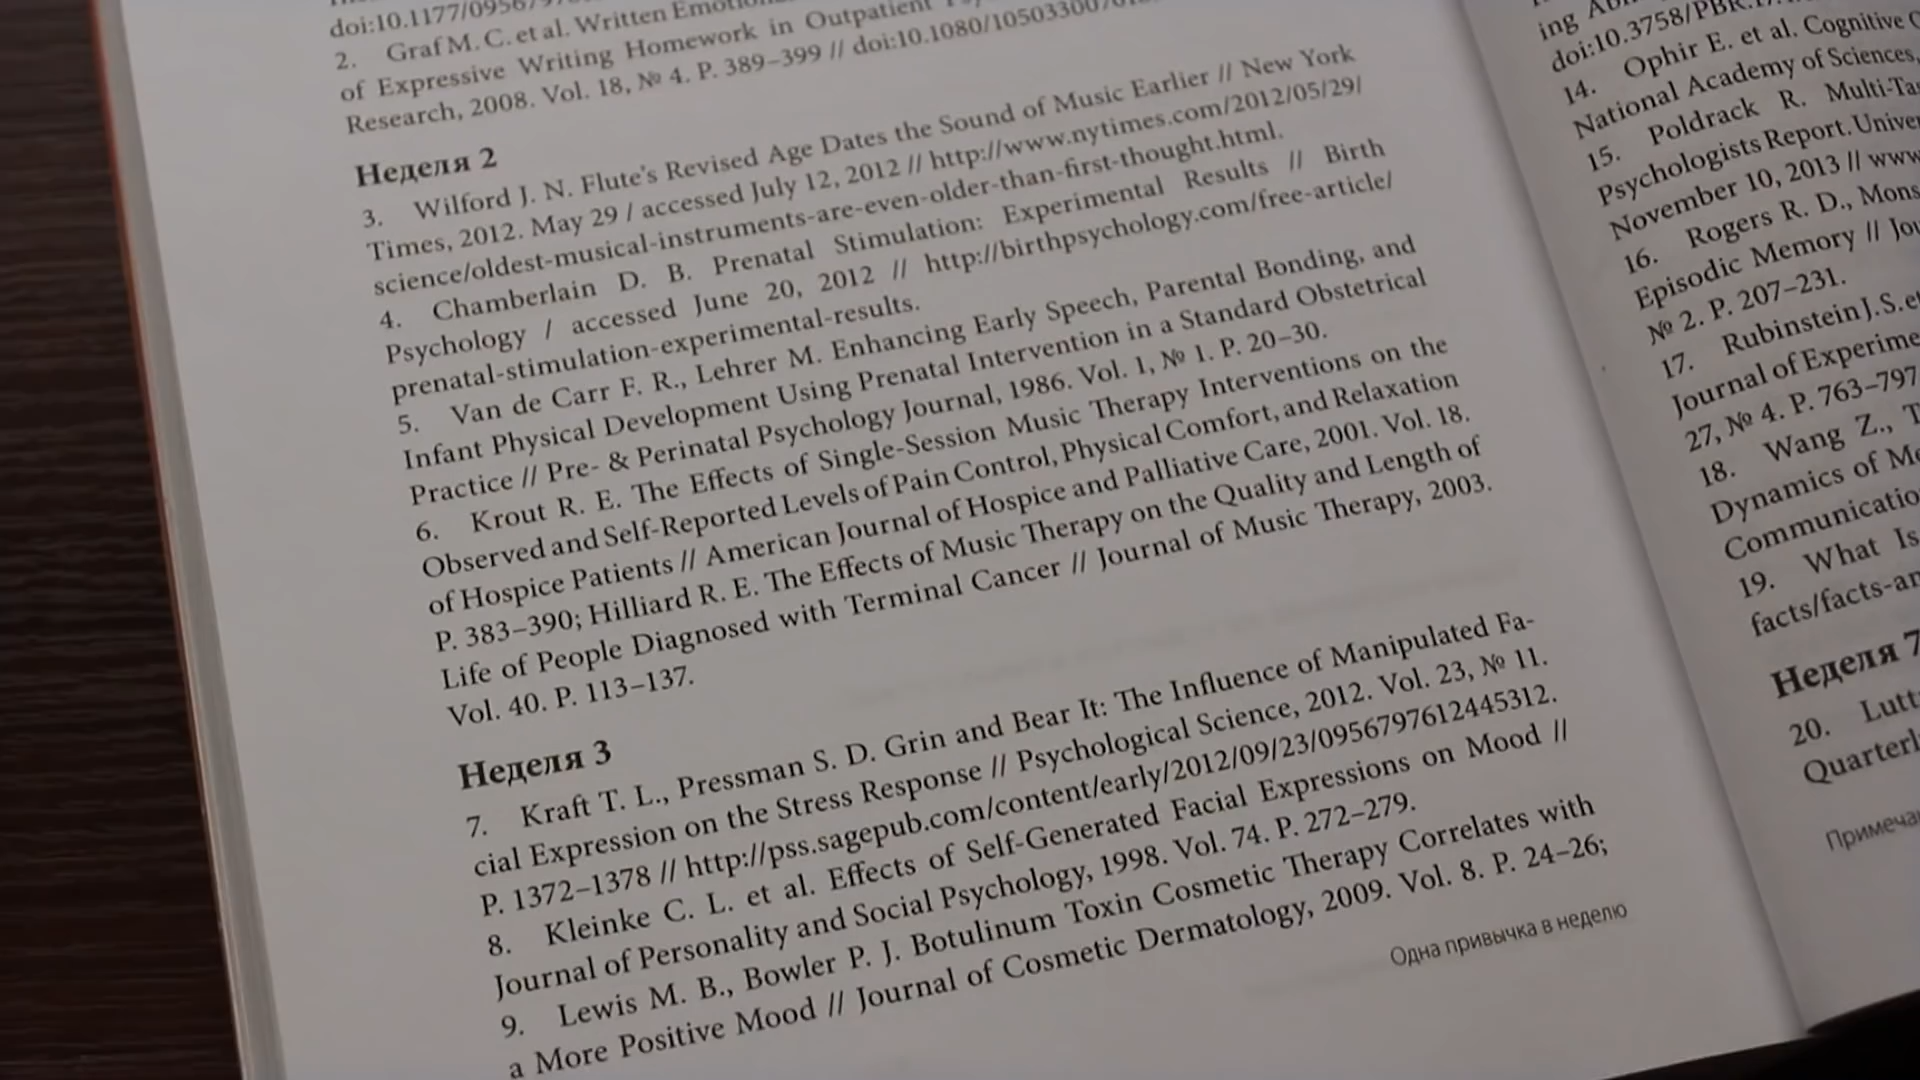 doi:10.1177/
2. Graf M. C. et al. Written
of Expressive Writing Homework in Outpatient
Research, 2008. Vol. 18, № 4. P. 389–399 //
Неделя 2
3. Wilford J. N. Flute's Revised Age Dates the Sound of Music Earlier // New York
Times, 2012. May 29 / accessed July 12, 2012 // http://www.nytimes.com/2012/05/29/
science/oldest-musical-instruments-are-even-older-than-first-thought.html.
4. Chamberlain D. B. Prenatal Stimulation: Experimental Results // Birth
Psychology / accessed June 20, 2012 // http://birthpsychology.com/free-article/
prenatal-stimulation-experimental-results.
5. Van de Carr F. R., Lehrer M. Enhancing Early Speech, Parental Bonding, and
Infant Physical Development Using Prenatal Intervention in a Standard Obstetrical
Practice // Pre- & Perinatal Psychology Journal, 1986. Vol. 1, № 1. P. 20–30.
6. Krout R. E. The Effects of Single-Session Music Therapy Interventions on the
Observed and Self-Reported Levels of Pain Control, Physical Comfort, and Relaxation
of Hospice Patients // American Journal of Hospice and Palliative Care, 2001. Vol. 18.
P. 383–390; Hilliard R. E. The Effects of Music Therapy on the Quality and Length of
Life of People Diagnosed with Terminal Cancer // Journal of Music Therapy, 2003.
Vol. 40. P. 113–137.
Неделя 3
7. Kraft T. L., Pressman S. D. Grin and Bear It: The Influence of Manipulated Fa-
cial Expression on the Stress Response // Psychological Science, 2012. Vol. 23, № 11.
P. 1372–1378 // http://pss.sagepub.com/content/early/2012/09/23/0956797612445312.
8. Kleinke C. L. et al. Effects of Self-Generated Facial Expressions on Mood //
Journal of Personality and Social Psychology, 1998. Vol. 74. P. 272–279.
9. Lewis M. B., Bowler P. J. Botulinum Toxin Cosmetic Therapy Correlates with
a More Positive Mood // Journal of Cosmetic Dermatology, 2009. Vol. 8. P. 24–26;
Одна привычка в неделю
ing
doi:10.3758/
14. Ophir E. et al. Cognitive
National Academy of Sciences,
15. Poldrack R. Multi-Tas
Psychologists Report. Univer
November 10, 2013 // www
16. Rogers R. D., Mons
Episodic Memory // Jou
№ 2. P. 207–231.
17. Rubinstein J. S. et
Journal of Experime
27, № 4. P. 763–797
18. Wang Z., T
Dynamics of Me
Communicatio
19. What Is
facts/facts-an
Неделя 7
20. Lutt
Quarterl
Примеча